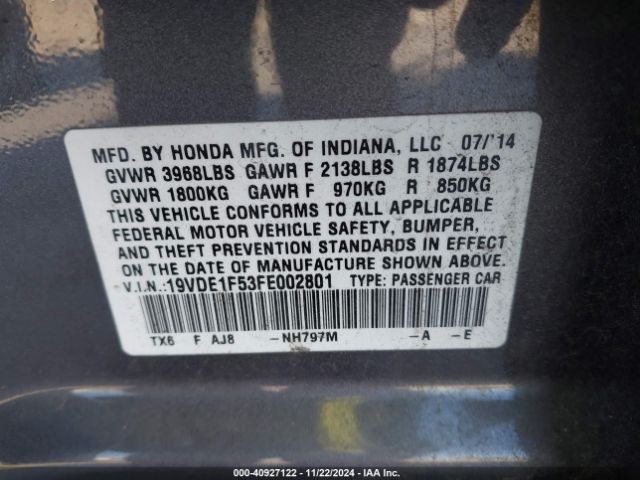 MFD. BY HONDA MFG. OF INDIANA, LLC 07/'14
GVWR 3968LBS GAWR F 2138LBS R 1874LBS
GVWR 1800KG GAWR F 970KG R 850KG
THIS VEHICLE CONFORMS TO ALL APPLICABLE
FEDERAL MOTOR VEHICLE SAFETY, BUMPER,
AND THEFT PREVENTION STANDARDS IN EFFECT
ON THE DATE OF MANUFACTURE SHOWN ABOVE.
V.I.N.:19VDE1F53FE002801 TYPE: PASSENGER CAR
TX6 F AJ8 -NH797M -A -E
000-40927122 - 11/22/2024 - IAA Inc.